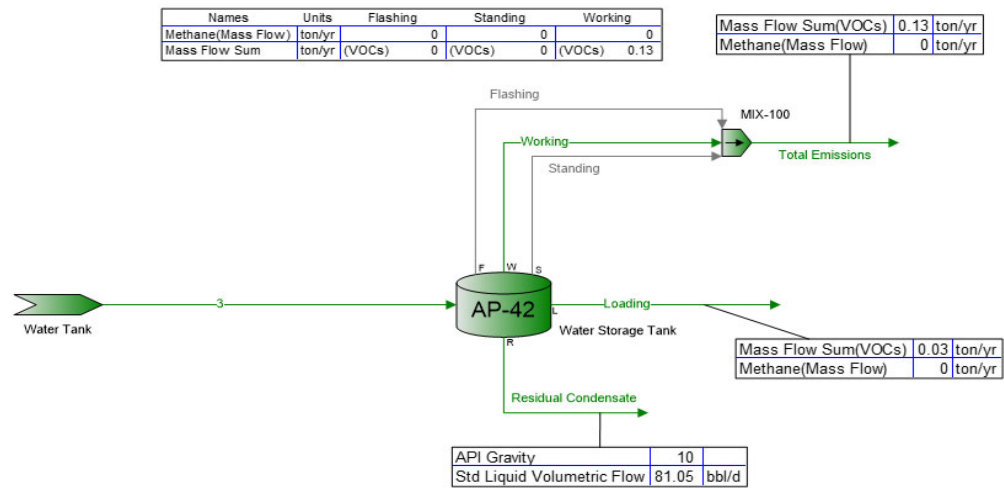 Names Units Flashing Standing Working
Methane(Mass Flow) ton/yr 0 0 0
Mass Flow Sum ton/yr (VOCs) 0 (VOCs) 0 (VOCs) 0.13
Mass Flow Sum(VOCs) 0.13 ton/yr
Methane(Mass Flow) 0 ton/yr
Flashing
MIX-100
Working
Total Emissions
Standing
F W S
3
AP-42
L
Loading
Water Tank
Water Storage Tank
R
Mass Flow Sum(VOCs) 0.03 ton/yr
Methane(Mass Flow) 0 ton/yr
Residual Condensate
API Gravity 10
Std Liquid Volumetric Flow 81.05 bbl/d